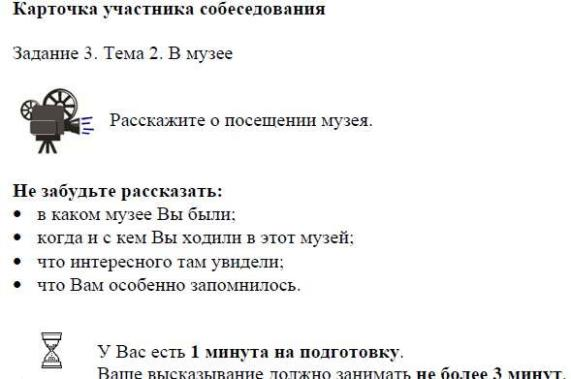 Карточка участника собеседования
Задание 3. Тема 2. В музее
Расскажите о посещении музея.
Не забудьте рассказать:
• в каком музее Вы были;
• когда и с кем Вы ходили в этот музей;
• что интересного там увидели;
• что Вам особенно запомнилось.
У Вас есть 1 минута на подготовку.
Ваше высказывание должно занимать не более 3 минут.